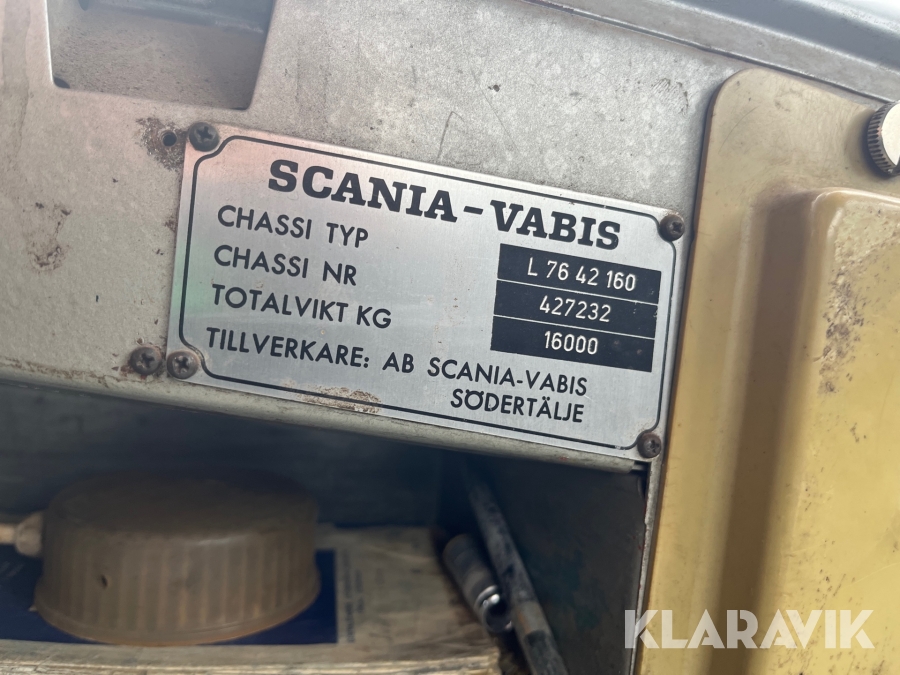 SCANIA-VABIS
CHASSI TYP L 76 42 160
CHASSI NR 427232
TOTALVIKT KG 16000
TILLVERKARE: AB SCANIA-VABIS
SÖDERTÄLJE
KLARAVIK